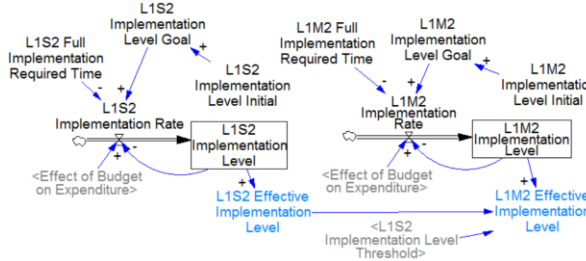 L1S2
Implementation
Level Goal
L1S2 Full
Implementation
Required Time
L1S2
Implementation
Level Initial
-
+
+
L1S2
Implementation Rate
L1S2
Implementation
Level
+
-
<Effect of Budget
on Expenditure>
+
L1S2 Effective
Implementation
Level
L1M2
Implementation
Level Goal
L1M2 Full
Implementation
Required Time
L1M2
Implementation
Level Initial
-
+
+
L1M2
Implementation
Rate
L1M2
Implementation
Level
+
-
<Effect of Budget
on Expenditure>
+
L1M2 Effective
Implementation
Level
<L1S2
Implementation Level
Threshold>